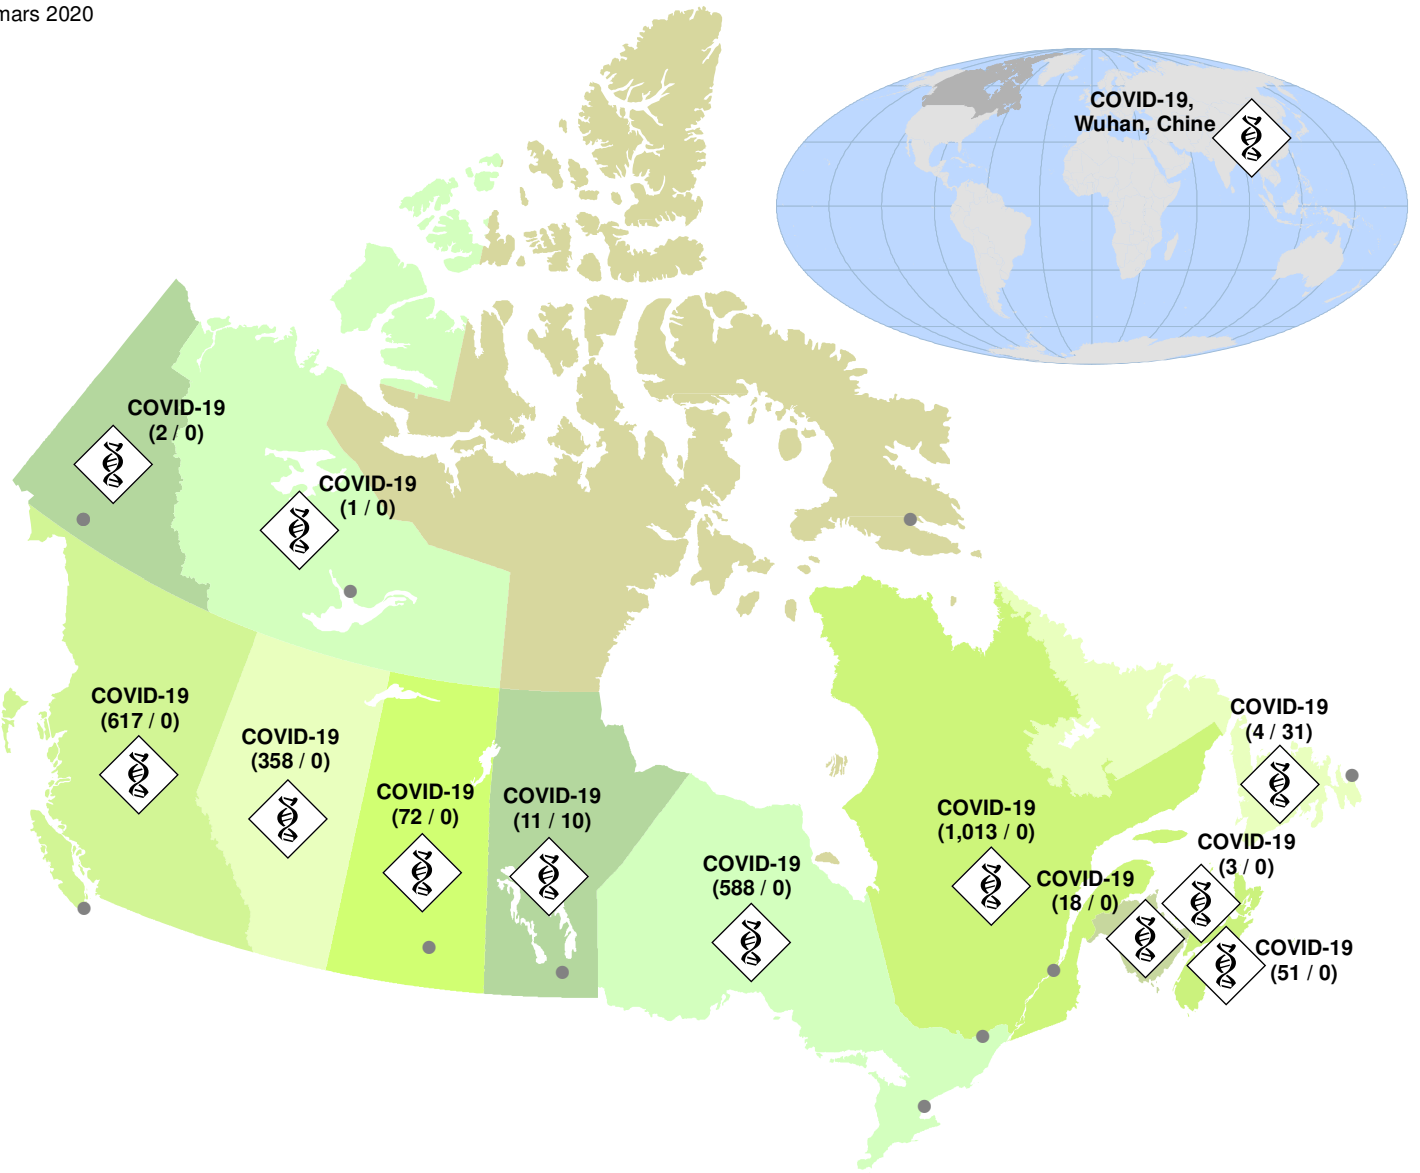 mars 2020
COVID-19,
Wuhan, Chine
COVID-19
(2 / 0)
COVID-19
(1 / 0)
COVID-19
(617 / 0)
COVID-19
(358 / 0)
COVID-19
(72 / 0)
COVID-19
(11 / 10)
COVID-19
(588 / 0)
COVID-19
(1,013 / 0)
COVID-19
(18 / 0)
COVID-19
(4 / 31)
COVID-19
(3 / 0)
COVID-19
(51 / 0)